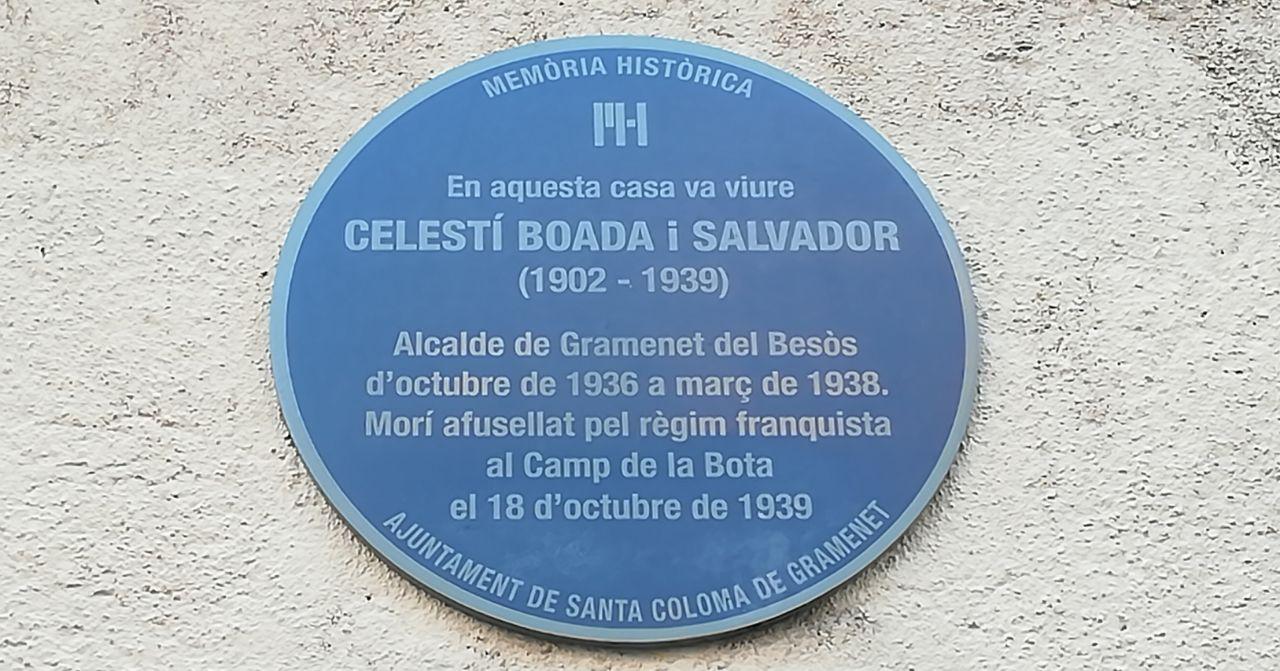 MEMÒRIA HISTÒRICA
MH
En aquesta casa va viure
CELESTÍ BOADA i SALVADOR
(1902 - 1939)
Alcalde de Gramenet del Besòs
d'octubre de 1936 a març de 1938.
Morí afusellat pel règim franquista
al Camp de la Bota
el 18 d'octubre de 1939
AJUNTAMENT DE SANTA COLOMA DE GRAMENET